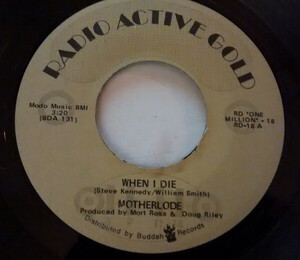 RADIO ACTIVE GOLD
Modo Music BMI
3:20
(BDA 131)
RD "ONE
MILLION" - 18
RD-18 A
WHEN I DIE
(Steve Kennedy/William Smith)
MOTHERLODE
Produced by Mort Ross & Doug Riley
Distributed by Buddah Records